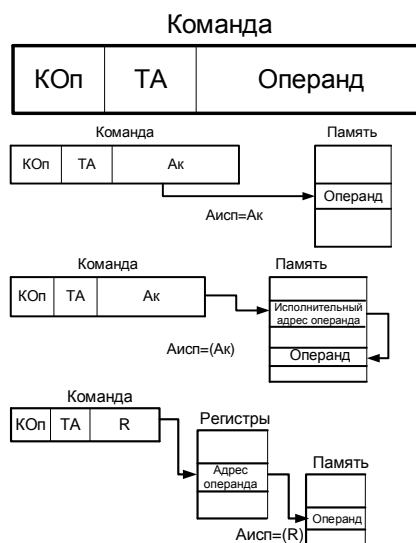 Команда
КОп ТА Операнд
Команда Память
КОп ТА Ак
Операнд
Аисп=Ак
Команда Память
КОп ТА Ак
Исполнительный
адрес операнда
Аисп=(Ак)
Операнд
Команда
Регистры
КОп ТА R
Память
Адрес
операнда
Операнд
Аисп=(R)